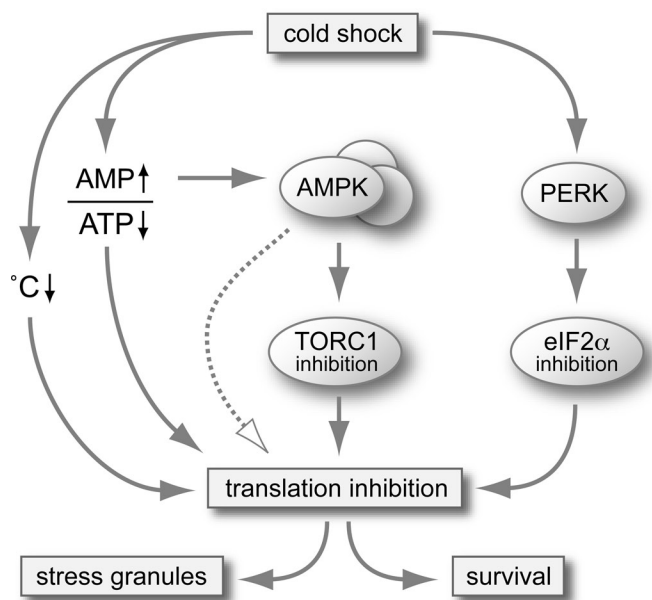 cold shock
AMP↑
ATP↓
AMPK
PERK
°C↓
TORC1
inhibition
eIF2α
inhibition
translation inhibition
stress granules
survival